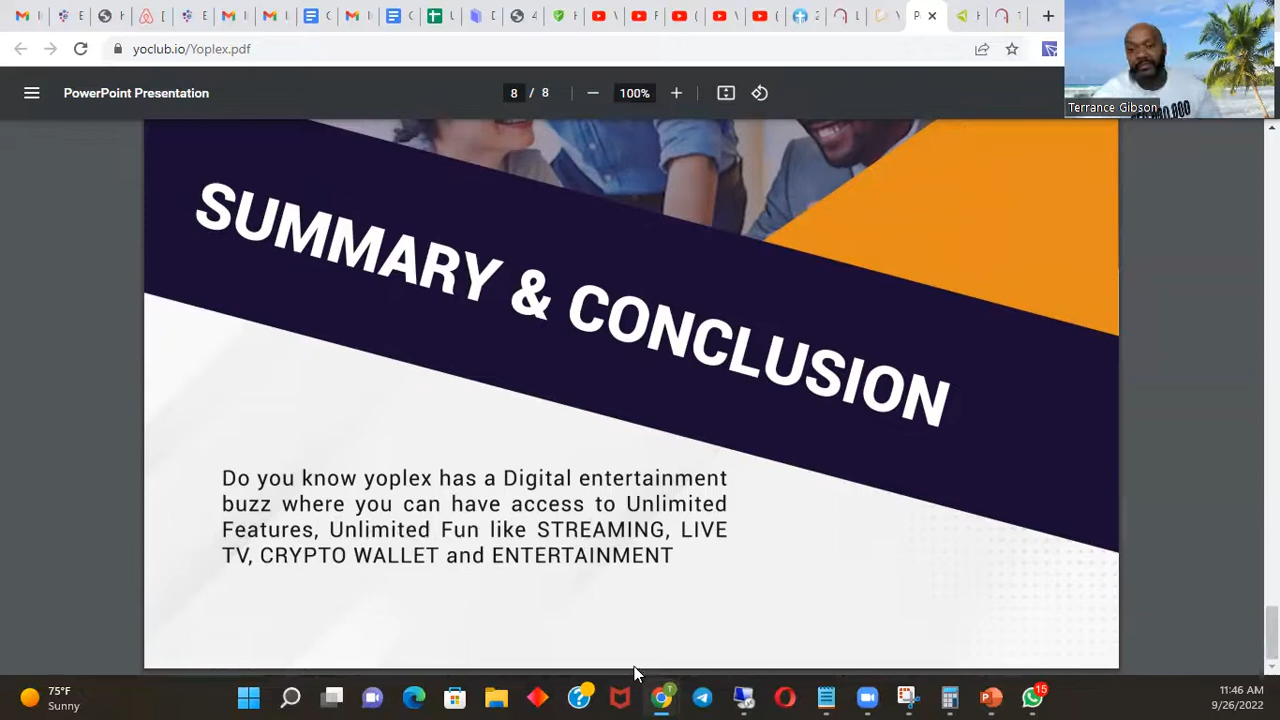 yoclub.io/Yoplex.pdf
Terrance Gibson
PowerPoint Presentation
8 / 8
100%
SUMMARY & CONCLUSION
Do you know yoplex has a Digital entertainment
buzz where you can have access to Unlimited
Features, Unlimited Fun like STREAMING, LIVE
TV, CRYPTO WALLET and ENTERTAINMENT
75°F
Sunny
15
11:46 AM
9/26/2022